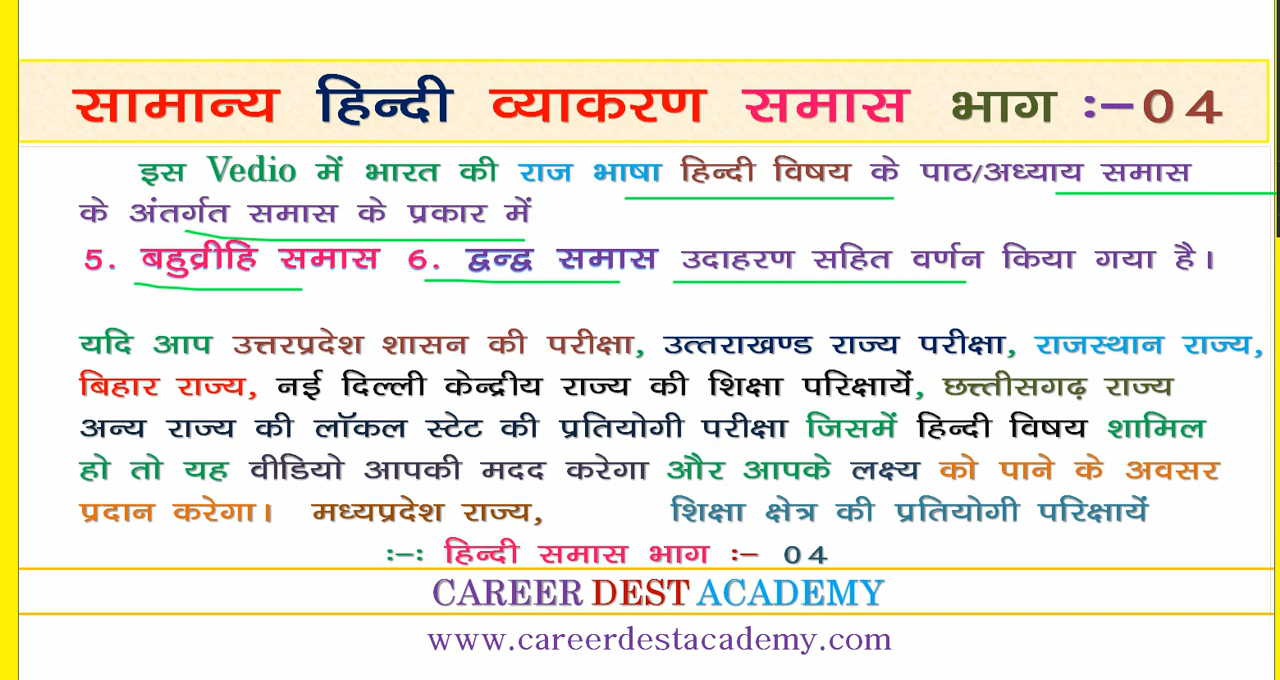 सामान्य हिन्दी व्याकरण समास भाग :–04
इस Vedio में भारत की राज भाषा हिन्दी विषय के पाठ/अध्याय समास
के अंतर्गत समास के प्रकार में
5. बहुव्रीहि समास 6. द्वन्द्व समास उदाहरण सहित वर्णन किया गया है।
यदि आप उत्तरप्रदेश शासन की परीक्षा, उत्तराखण्ड राज्य परीक्षा, राजस्थान राज्य,
बिहार राज्य, नई दिल्ली केन्द्रीय राज्य की शिक्षा परिक्षायें, छत्तीसगढ़ राज्य
अन्य राज्य की लॉकल स्टेट की प्रतियोगी परीक्षा जिसमें हिन्दी विषय शामिल
हो तो यह वीडियो आपकी मदद करेगा और आपके लक्ष्य को पाने के अवसर
प्रदान करेगा। मध्यप्रदेश राज्य, शिक्षा क्षेत्र की प्रतियोगी परिक्षायें
:–: हिन्दी समास भाग :– 04
CAREER DEST ACADEMY
www.careerdestacademy.com